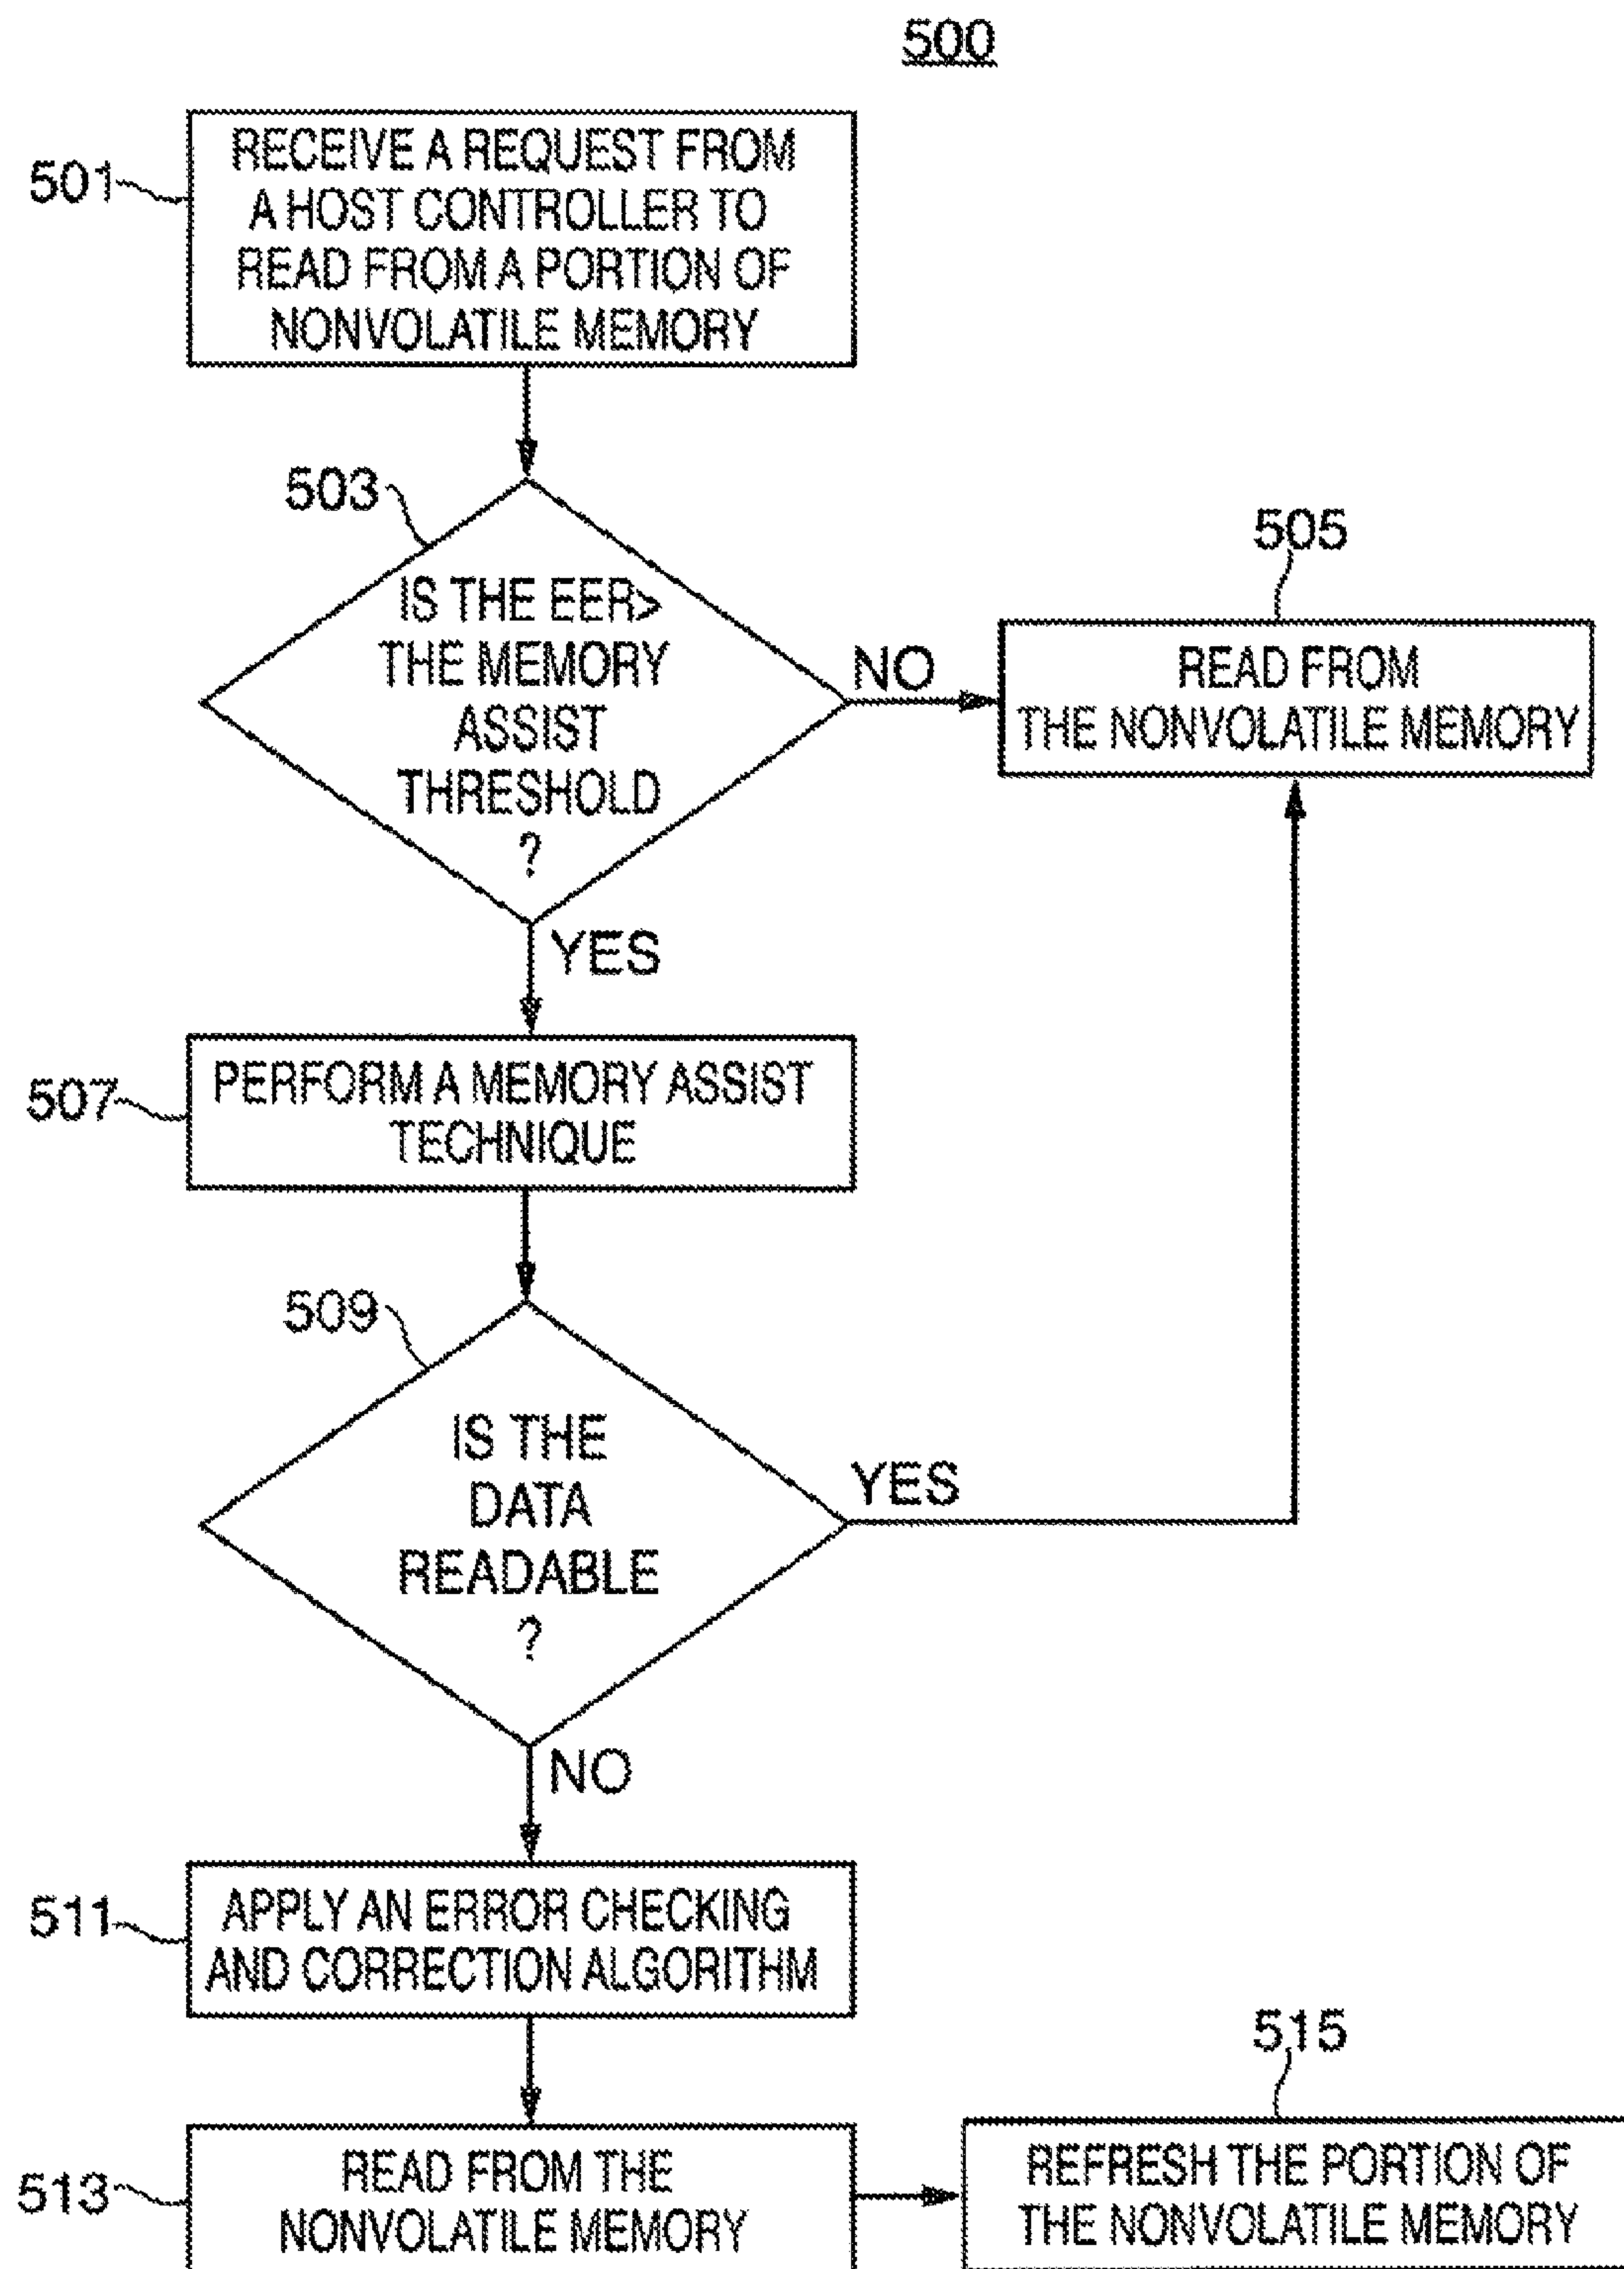 500
501
RECEIVE A REQUEST FROM
A HOST CONTROLLER TO
READ FROM A PORTION OF
NONVOLATILE MEMORY
503
IS THE EER>
THE MEMORY
ASSIST
THRESHOLD
?
NO
505
READ FROM
THE NONVOLATILE MEMORY
YES
507
PERFORM A MEMORY ASSIST
TECHNIQUE
509
IS THE
DATA
READABLE
?
YES
NO
511
APPLY AN ERROR CHECKING
AND CORRECTION ALGORITHM
513
READ FROM THE
NONVOLATILE MEMORY
515
REFRESH THE PORTION OF
THE NONVOLATILE MEMORY